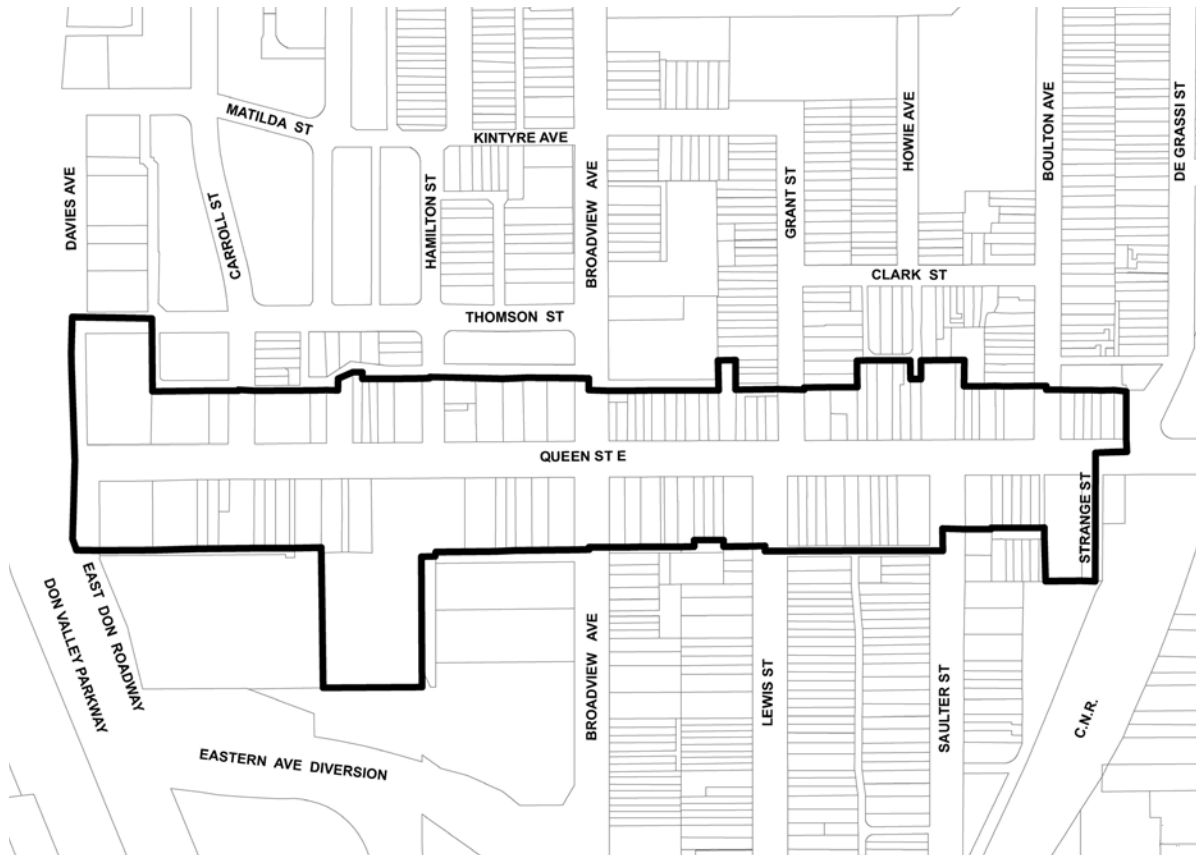 MATILDA ST
KINTYRE AVE
DAVIES AVE
CARROLL ST
HAMILTON ST
BROADVIEW AVE
GRANT ST
HOWIE AVE
BOULTON AVE
DE GRASSI ST
CLARK ST
THOMSON ST
QUEEN ST E
STRANGE ST
EAST DON ROADWAY
DON VALLEY PARKWAY
BROADVIEW AVE
LEWIS ST
SAULTER ST
C.N.R.
EASTERN AVE DIVERSION